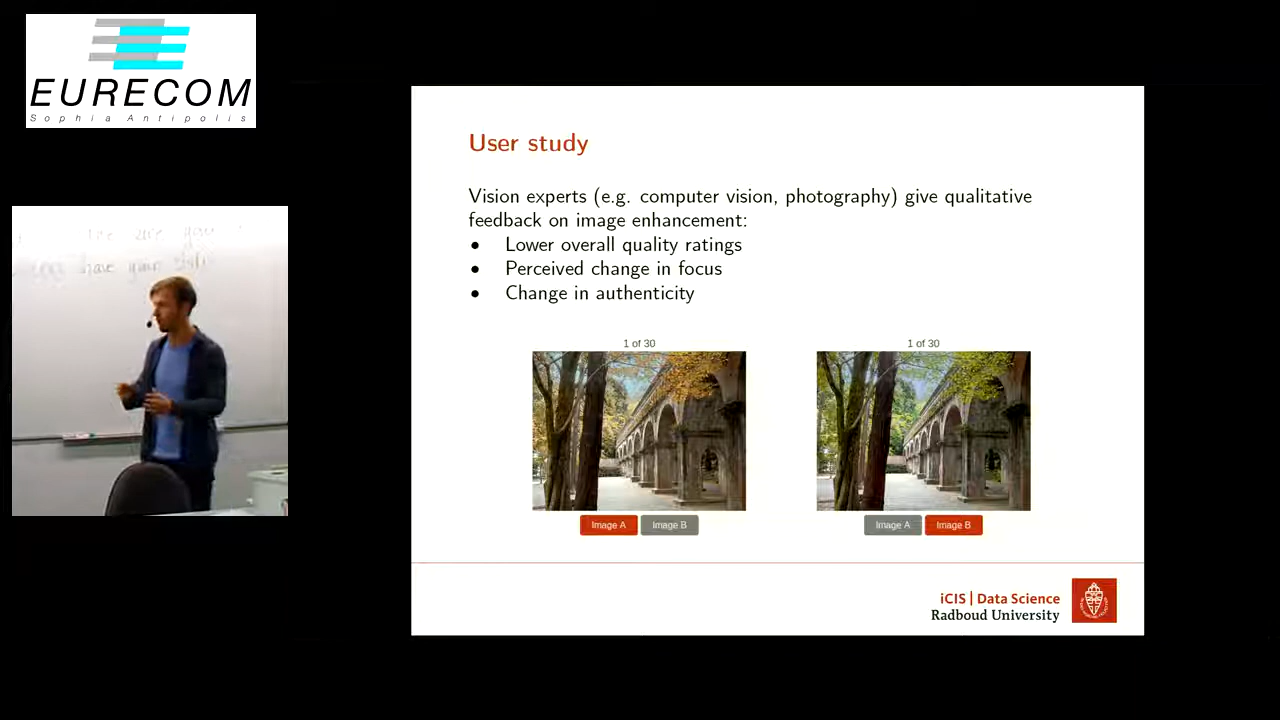 EURECOM
Sophia Antipolis
User study
Vision experts (e.g. computer vision, photography) give qualitative
feedback on image enhancement:
• Lower overall quality ratings
• Perceived change in focus
• Change in authenticity
1 of 30
1 of 30
Image A Image B
Image A Image B
iCIS | Data Science
Radboud University
have your